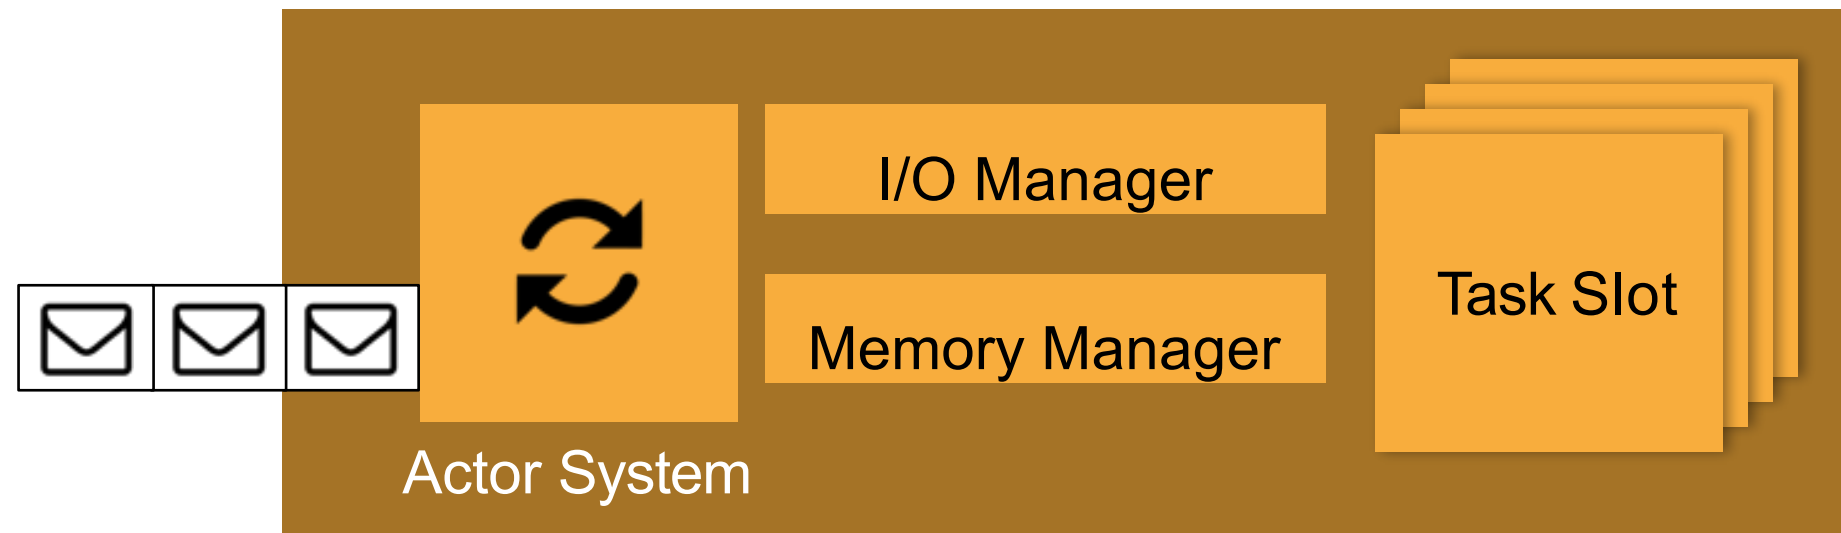 I/O Manager
Memory Manager
Task Slot
Actor System